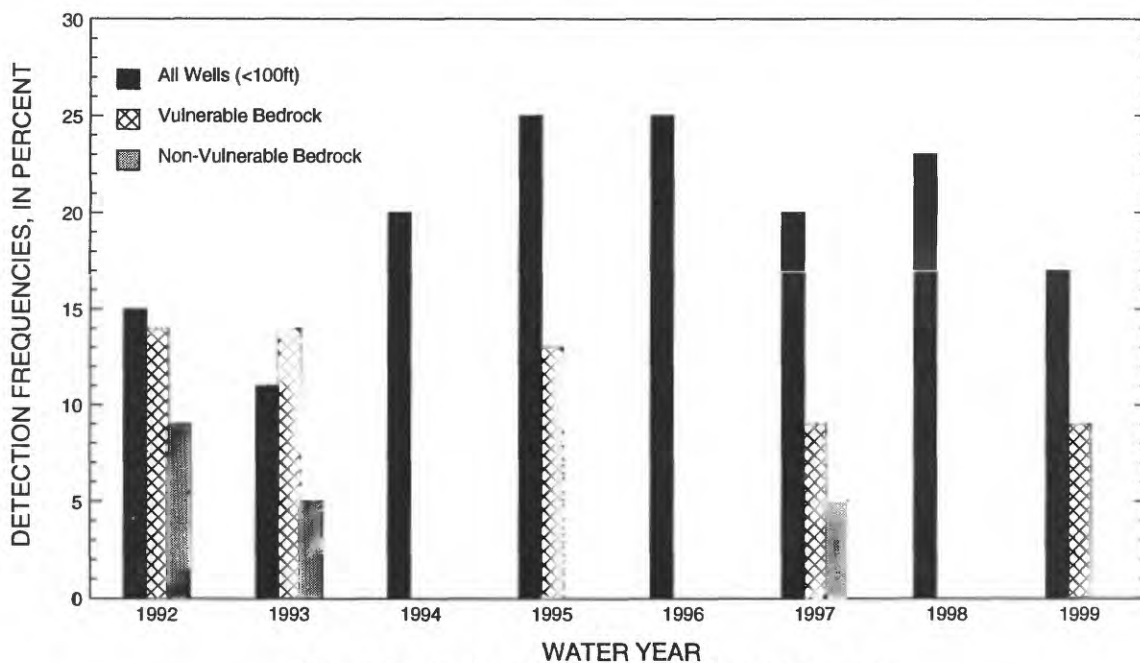 DETECTION FREQUENCIES, IN PERCENT
30
25
20
15
10
5
0
All Wells (<100ft)
Vulnerable Bedrock
Non-Vulnerable Bedrock
1992 1993 1994 1995 1996 1997 1998 1999
WATER YEAR